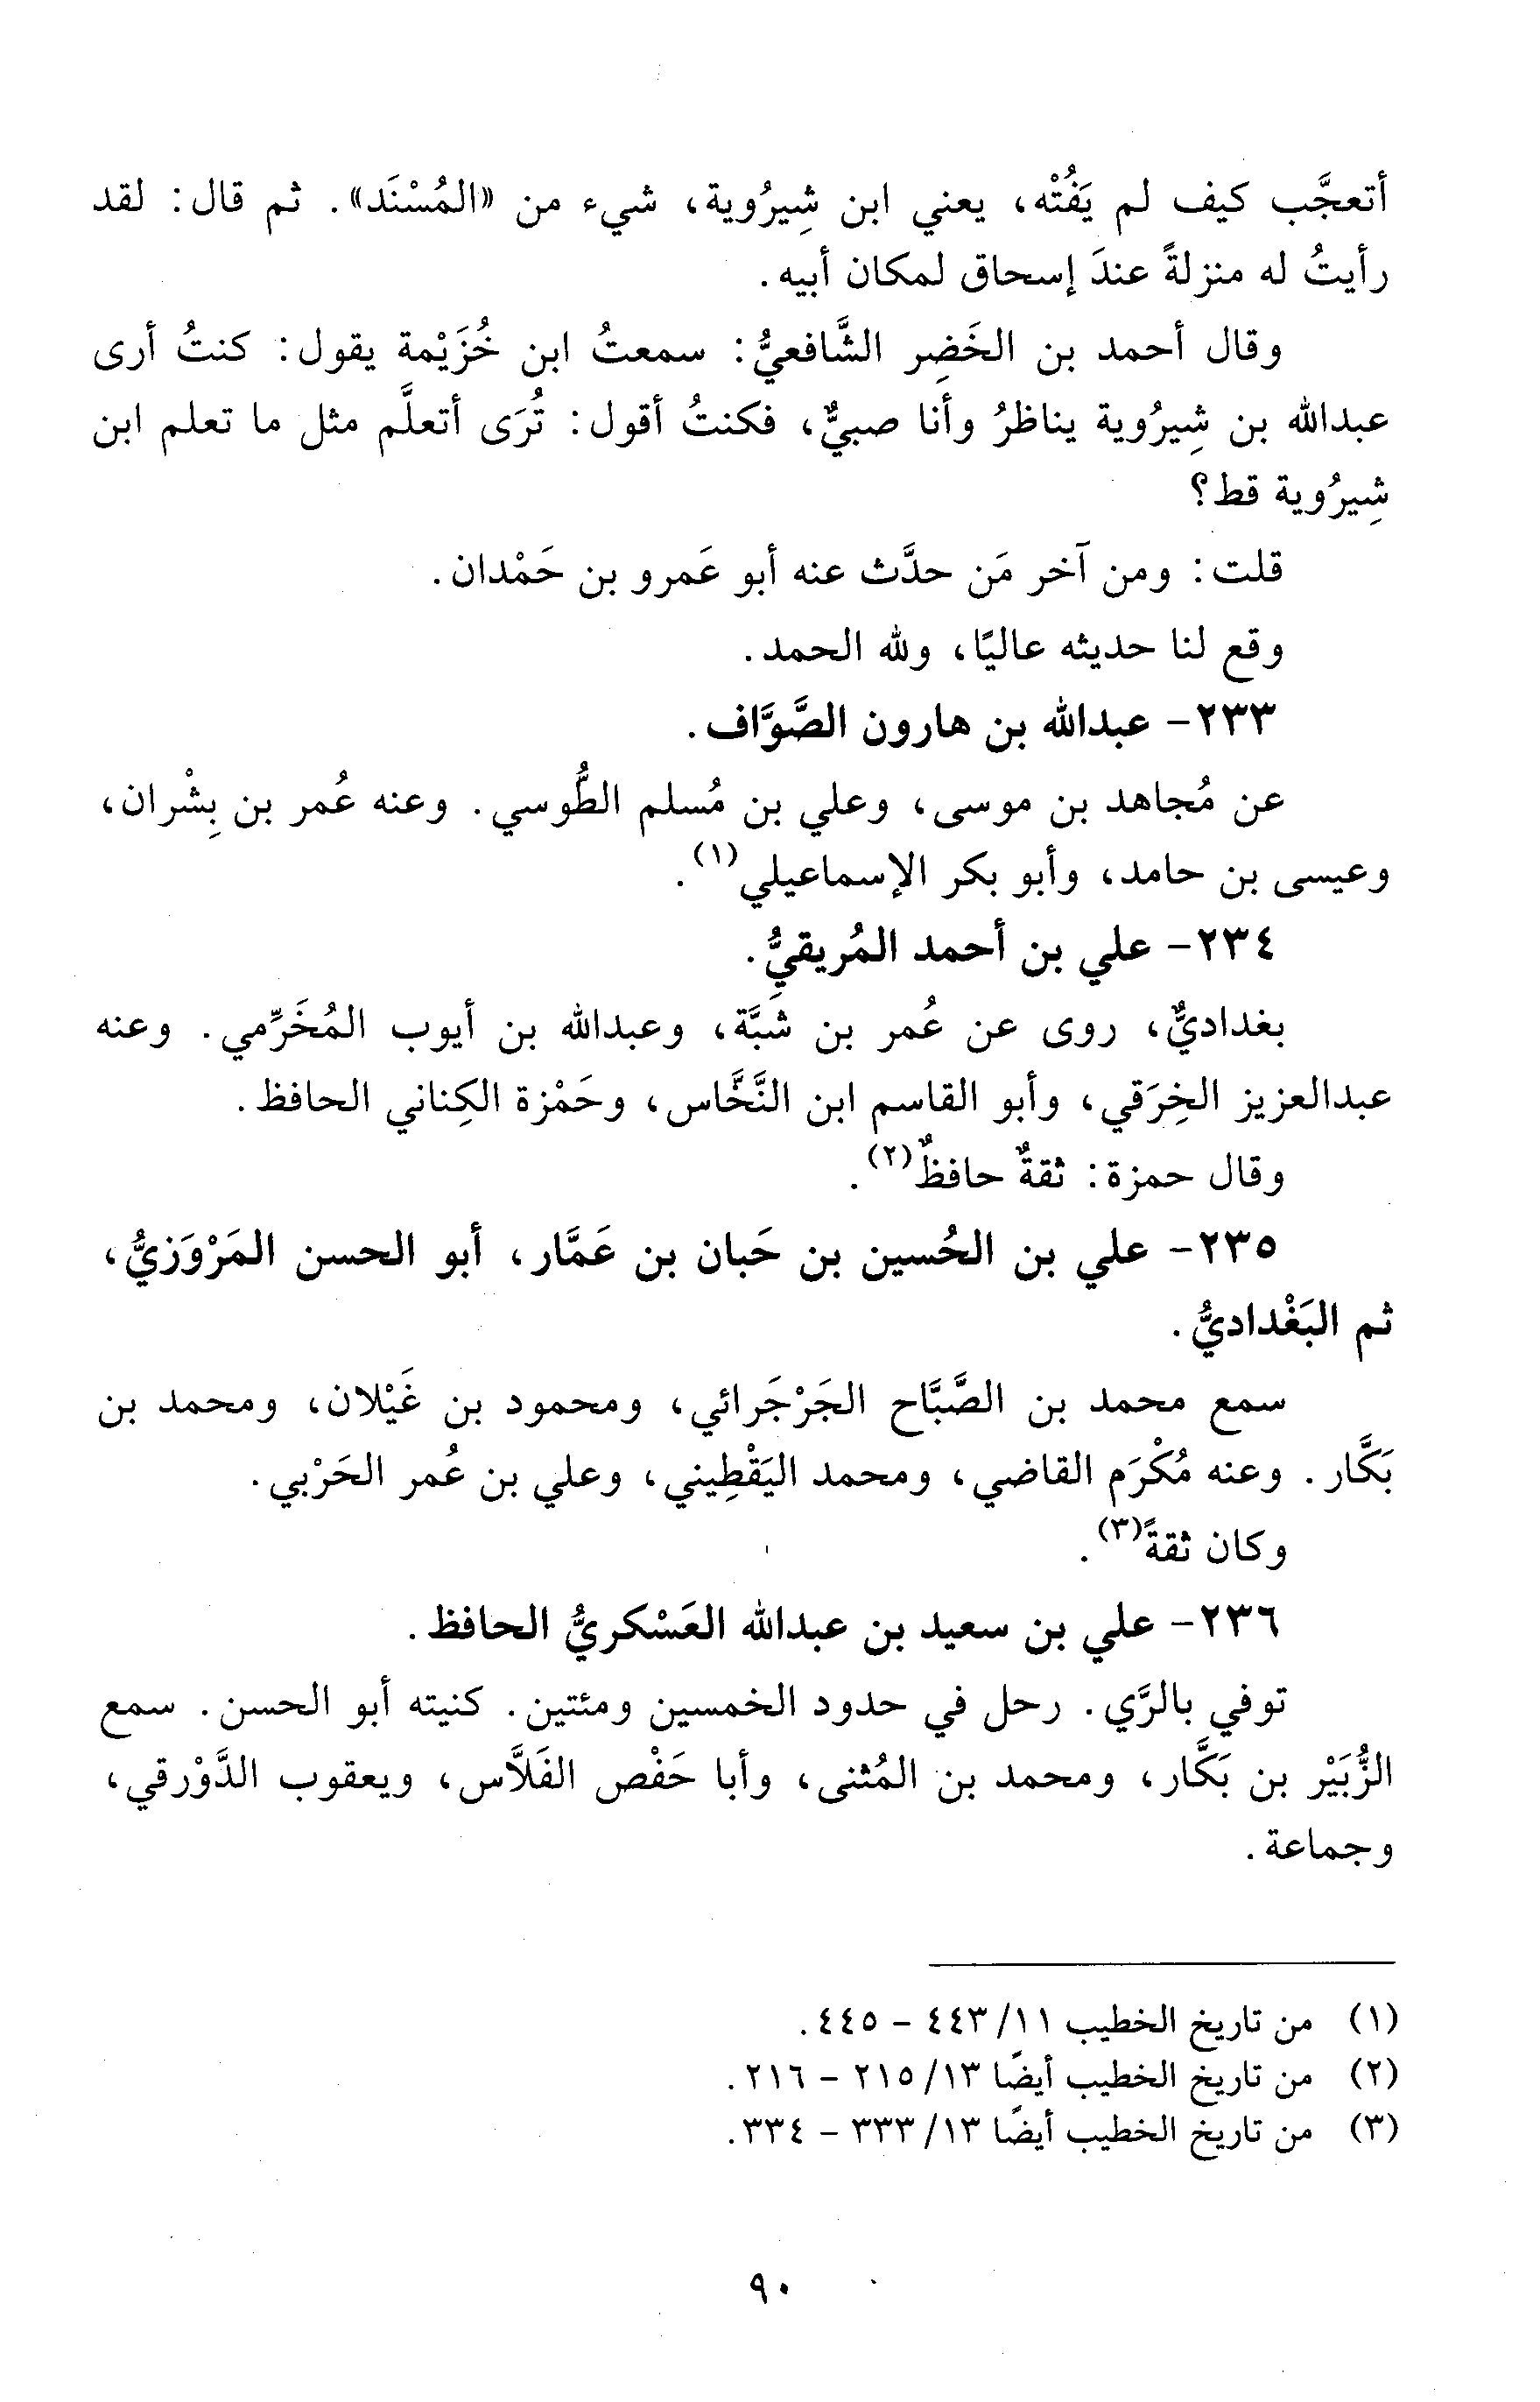 أتعجَّب كيف لم يَفُتْه، يعني ابن شِيرُوية، شيء من «المُسْنَد». ثم قال: لقد
رأيتُ له منزلةً عندَ إسحاق لمكان أبيه.
وقال أحمد بن الخَضِر الشَّافعيُّ: سمعتُ ابن خُزَيْمة يقول: كنتُ أرى
عبدالله بن شِيرُوية يناظرُ وأنا صبيٌّ، فكنتُ أقول: تُرَى أتعلَّم مثل ما تعلم ابن
شِيرُوية قط؟
قلت: ومن آخر مَن حدَّث عنه أبو عَمرو بن حَمْدان.
وقع لنا حديثه عاليًا، ولله الحمد.
٢٣٣- عبدالله بن هارون الصَّوَّاف.
عن مُجاهد بن موسى، وعلي بن مُسلم الطُّوسي. وعنه عُمر بن بِشْران،
وعيسى بن حامد، وأبو بكر الإسماعيلي(١).
٢٣٤- علي بن أحمد المُريقيُّ.
بغداديٌّ، روى عن عُمر بن شَبَّة، وعبدالله بن أيوب المُخَرِّمي. وعنه
عبدالعزيز الخِرَقي، وأبو القاسم ابن النَّخَّاس، وحَمْزة الكِناني الحافظ.
وقال حمزة: ثقةٌ حافظٌ(٢).
٢٣٥- علي بن الحُسين بن حَبان بن عَمَّار، أبو الحسن المَرْوَزيُّ،
ثم البَغْداديُّ.
سمع محمد بن الصَّبَّاح الجَرْجَرائي، ومحمود بن غَيْلان، ومحمد بن
بَكَّار. وعنه مُكْرَم القاضي، ومحمد اليَقْطِيني، وعلي بن عُمر الحَرْبي.
وكان ثقةً(٣).
٢٣٦- علي بن سعيد بن عبدالله العَسْكريُّ الحافظ.
توفي بالرَّي. رحل في حدود الخمسين ومئتين. كنيته أبو الحسن. سمع
الزُّبَيْر بن بَكَّار، ومحمد بن المُثنى، وأبا حَفْص الفَلاَّس، ويعقوب الدَّوْرقي،
وجماعة.
(١) من تاريخ الخطيب ١١/ ٤٤٣ - ٤٤٥.
(٢) من تاريخ الخطيب أيضًا ١٣/ ٢١٥ - ٢١٦.
(٣) من تاريخ الخطيب أيضًا ١٣/ ٣٣٣ - ٣٣٤.
٩٠